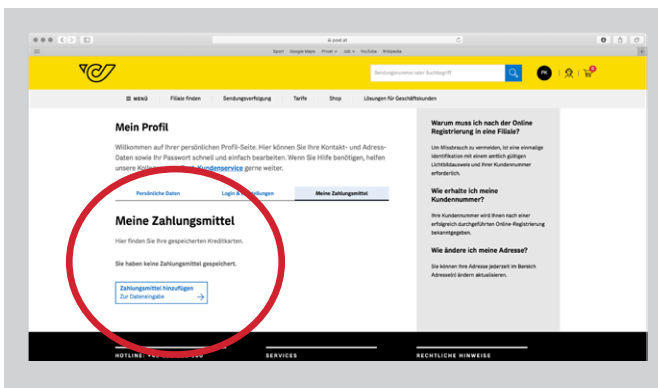 post.at
Sport Google Maps Privat Job YouTube Wikipedia
Sendungsnummer oder Suchbegriff
PK
MENÜ Filiale finden Sendungsverfolgung Tarife Shop Lösungen für Geschäftskunden
Mein Profil
Willkommen auf Ihrer persönlichen Profil-Seite. Hier können Sie Ihre Kontakt- und Adress-
Daten sowie Ihr Passwort schnell und einfach bearbeiten. Wenn Sie Hilfe benötigen, helfen
unsere Kundenservice gerne weiter.
Persönliche Daten Login & Einstellungen Meine Zahlungsmittel
Meine Zahlungsmittel
Hier finden Sie Ihre gespeicherten Kreditkarten.
Sie haben keine Zahlungsmittel gespeichert.
Zahlungsmittel hinzufügen
Zur Dateneingabe
Warum muss ich nach der Online
Registrierung in eine Filiale?
Um Missbrauch zu vermeiden, ist eine einmalige
Identifikation mit einem amtlich gültigen
Lichtbildausweis und Ihrer Kundennummer
erforderlich.
Wie erhalte ich meine
Kundennummer?
Ihre Kundennummer wird Ihnen nach einer
erfolgreich durchgeführten Online-Registrierung
bekanntgegeben.
Wie ändere ich meine Adresse?
Sie können Ihre Adresse jederzeit im Bereich
Adresse(n) ändern aktualisieren.
HOTLINE: SERVICES RECHTLICHE HINWEISE